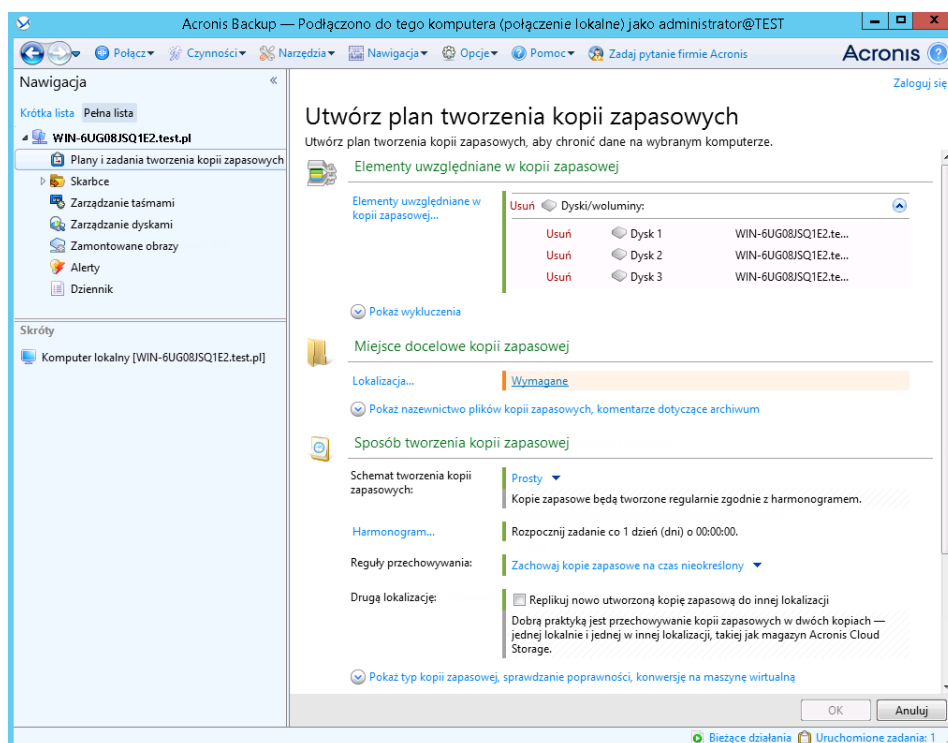 Acronis Backup — Podłączono do tego komputera (połączenie lokalne) jako administrator@TEST
Połącz Czynności Narzędzia Nawigacja Opcje Pomoc Zadaj pytanie firmie Acronis Acronis
Nawigacja
Zaloguj się
Krótka lista Pełna lista
WIN-6UG08JSQ1E2.test.pl
Plany i zadania tworzenia kopii zapasowych
Skarbce
Zarządzanie taśmami
Zarządzanie dyskami
Zamontowane obrazy
Alerty
Dziennik
Skróty
Komputer lokalny [WIN-6UG08JSQ1E2.test.pl]
Utwórz plan tworzenia kopii zapasowych
Utwórz plan tworzenia kopii zapasowych, aby chronić dane na wybranym komputerze.
Elementy uwzględniane w kopii zapasowej
Elementy uwzględniane w
kopii zapasowej...
Usuń Dyski/woluminy:
Usuń Dysk 1 WIN-6UG08JSQ1E2.te...
Usuń Dysk 2 WIN-6UG08JSQ1E2.te...
Usuń Dysk 3 WIN-6UG08JSQ1E2.te...
Pokaż wykluczenia
Miejsce docelowe kopii zapasowej
Lokalizacja... Wymagane
Pokaż nazewnictwo plików kopii zapasowych, komentarze dotyczące archiwum
Sposób tworzenia kopii zapasowej
Schemat tworzenia kopii
zapasowych:
Prosty
Kopie zapasowe będą tworzone regularnie zgodnie z harmonogramem.
Harmonogram... Rozpocznij zadanie co 1 dzień (dni) o 00:00:00.
Reguły przechowywania: Zachowaj kopie zapasowe na czas nieokreślony
Drugą lokalizację: Replikuj nowo utworzoną kopię zapasową do innej lokalizacji
Dobrą praktyką jest przechowywanie kopii zapasowych w dwóch kopiach —
jednej lokalnie i jednej w innej lokalizacji, takiej jak magazyn Acronis Cloud
Storage.
Pokaż typ kopii zapasowej, sprawdzanie poprawności, konwersję na maszynę wirtualną
OK Anuluj
Bieżące działania Uruchomione zadania: 1